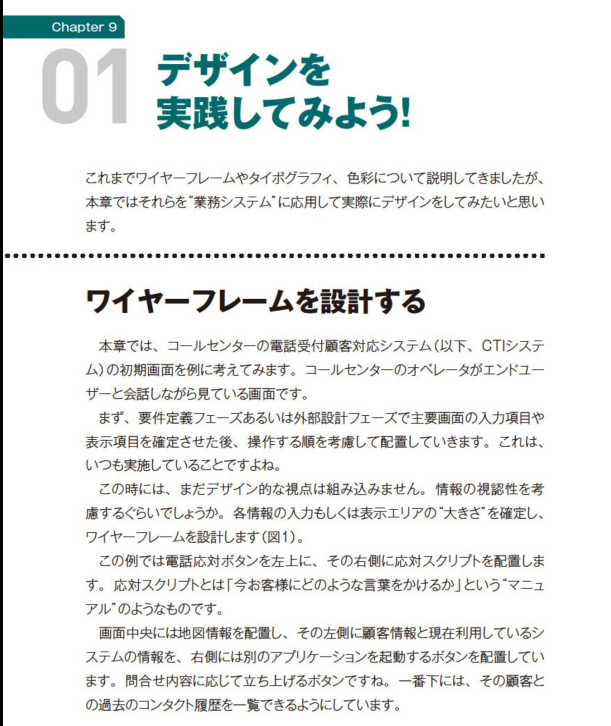 Chapter 9
01
デザインを
実践してみよう!
これまでワイヤーフレームやタイポグラフィ、色彩について説明してきましたが、
本章ではそれらを“業務システム”に応用して実際にデザインをしてみたいと思い
ます。
ワイヤーフレームを設計する
本章では、コールセンターの電話受付顧客対応システム(以下、CTIシステ
ム)の初期画面を例に考えてみます。コールセンターのオペレータがエンドユー
ザーと会話しながら見ている画面です。
まず、要件定義フェーズあるいは外部設計フェーズで主要画面の入力項目や
表示項目を確定させた後、操作する順を考慮して配置していきます。これは、
いつも実施していることですよね。
この時には、まだデザイン的な視点は組み込みません。情報の視認性を考
慮するぐらいでしょうか。各情報の入力もしくは表示エリアの“大きさ”を確定し、
ワイヤーフレームを設計します(図1)。
この例では電話応対ボタンを左上に、その右側に応対スクリプトを配置しま
す。応対スクリプトとは「今お客様にどのような言葉をかけるか」という“マニュ
アル”のようなものです。
画面中央には地図情報を配置し、その左側に顧客情報と現在利用しているシ
ステムの情報を、右側には別のアプリケーションを起動するボタンを配置してい
ます。問合せ内容に応じて立ち上げるボタンですね。一番下には、その顧客と
の過去のコンタクト履歴を一覧できるようにしています。